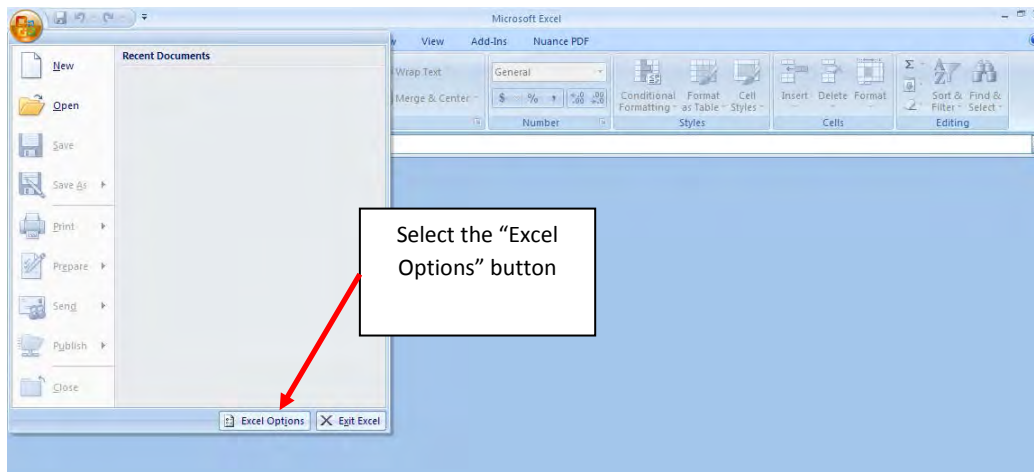 Microsoft Excel
View Add-Ins Nuance PDF
Recent Documents
New
Open
Save
Save As
Print
Prepare
Send
Publish
Close
Excel Options
Exit Excel
Wrap Text
Merge & Center
General
$ % ,
Number
Conditional Formatting
Format as Table
Cell Styles
Styles
Insert Delete Format
Cells
Σ
Sort & Filter
Find & Select
Editing
Select the “Excel
Options” button